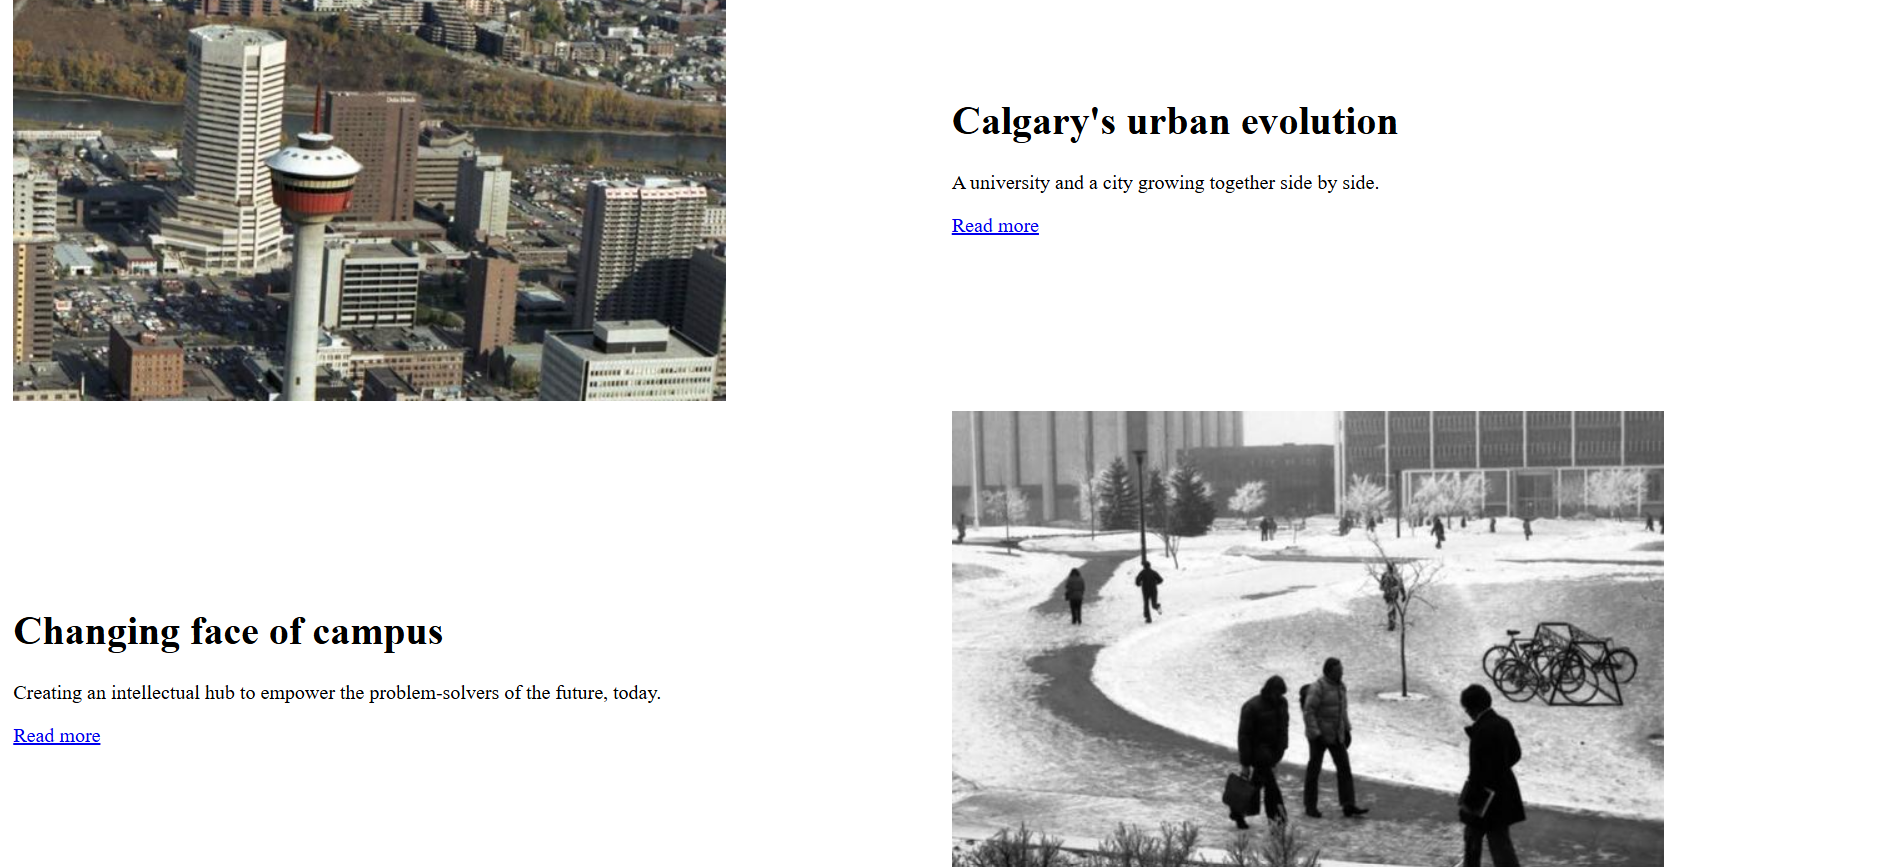 Calgary's urban evolution
A university and a city growing together side by side.
Read more
Changing face of campus
Creating an intellectual hub to empower the problem-solvers of the future, today.
Read more